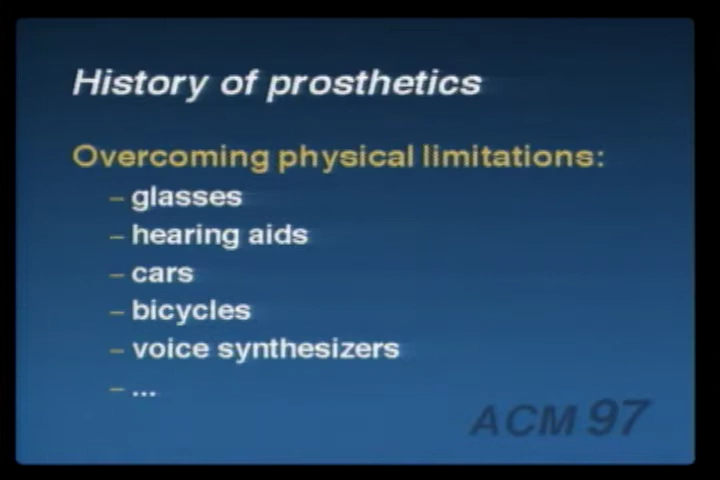 History of prosthetics
Overcoming physical limitations:
– glasses
– hearing aids
– cars
– bicycles
– voice synthesizers
– ...
ACM 97